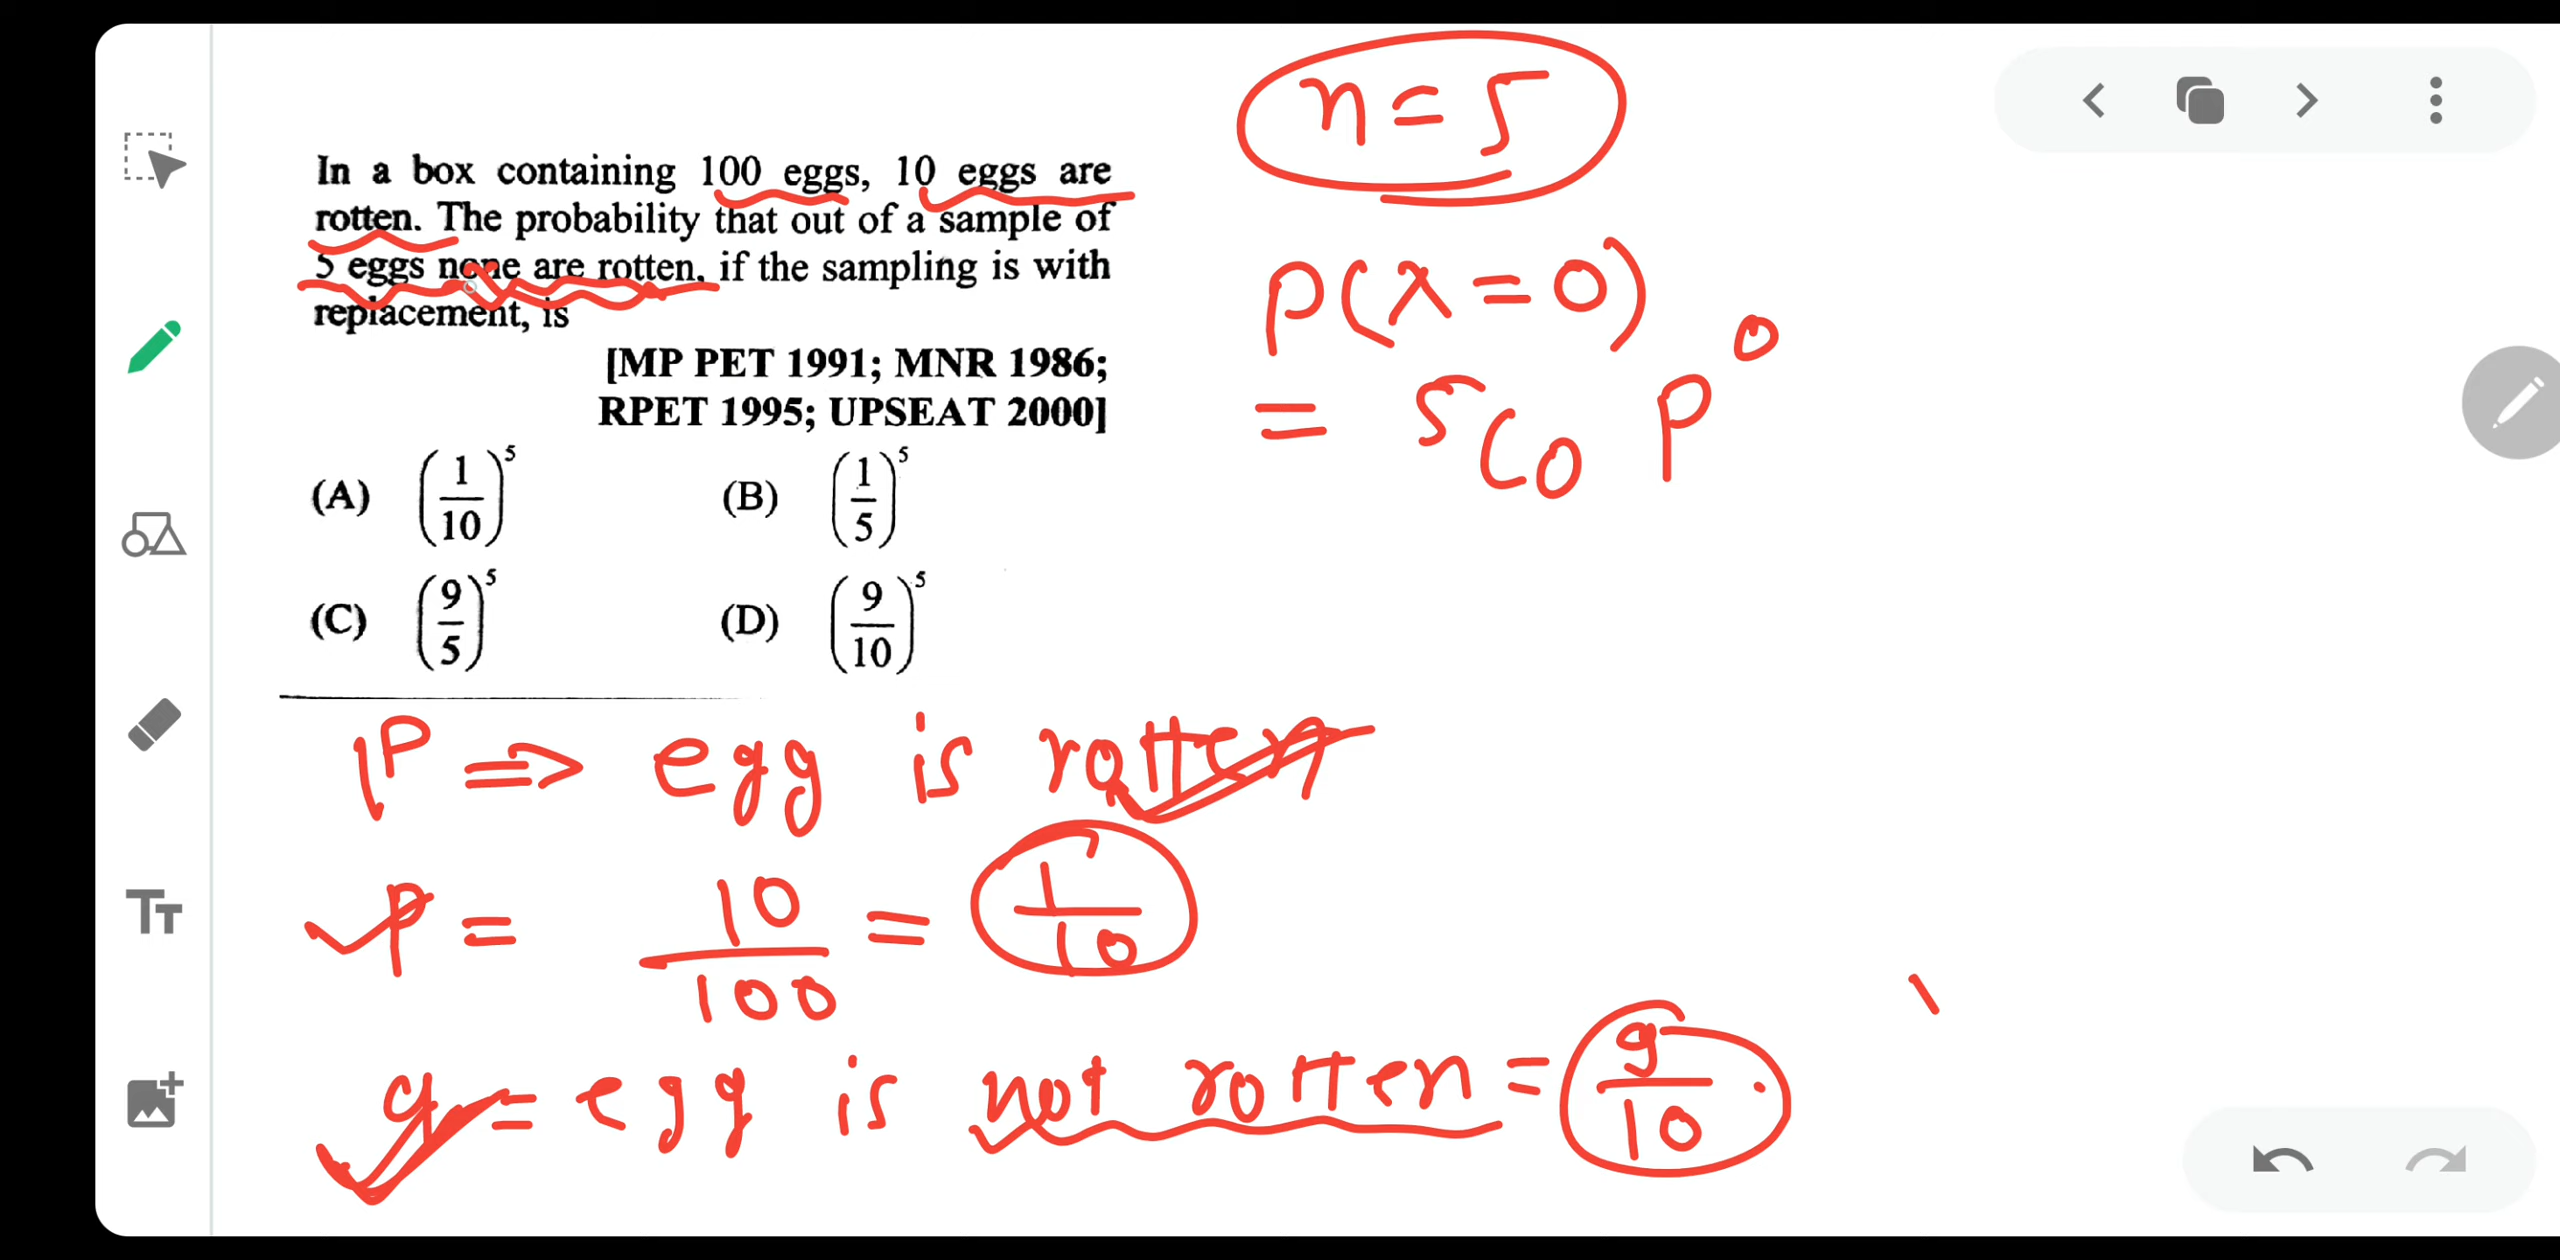 n = 5
In a box containing 100 eggs, 10 eggs are
rotten. The probability that out of a sample of
5 eggs none are rotten, if the sampling is with
replacement, is
[MP PET 1991; MNR 1986;
RPET 1995; UPSEAT 2000]
(A) (1/10)^5 (B) (1/5)^5
(C) (9/5)^5 (D) (9/10)^5
P(X=0)
= 5C0 P^0
P ⇒ egg is rotten
P = 10/100 = 1/10
q = egg is not rotten = 9/10
TT